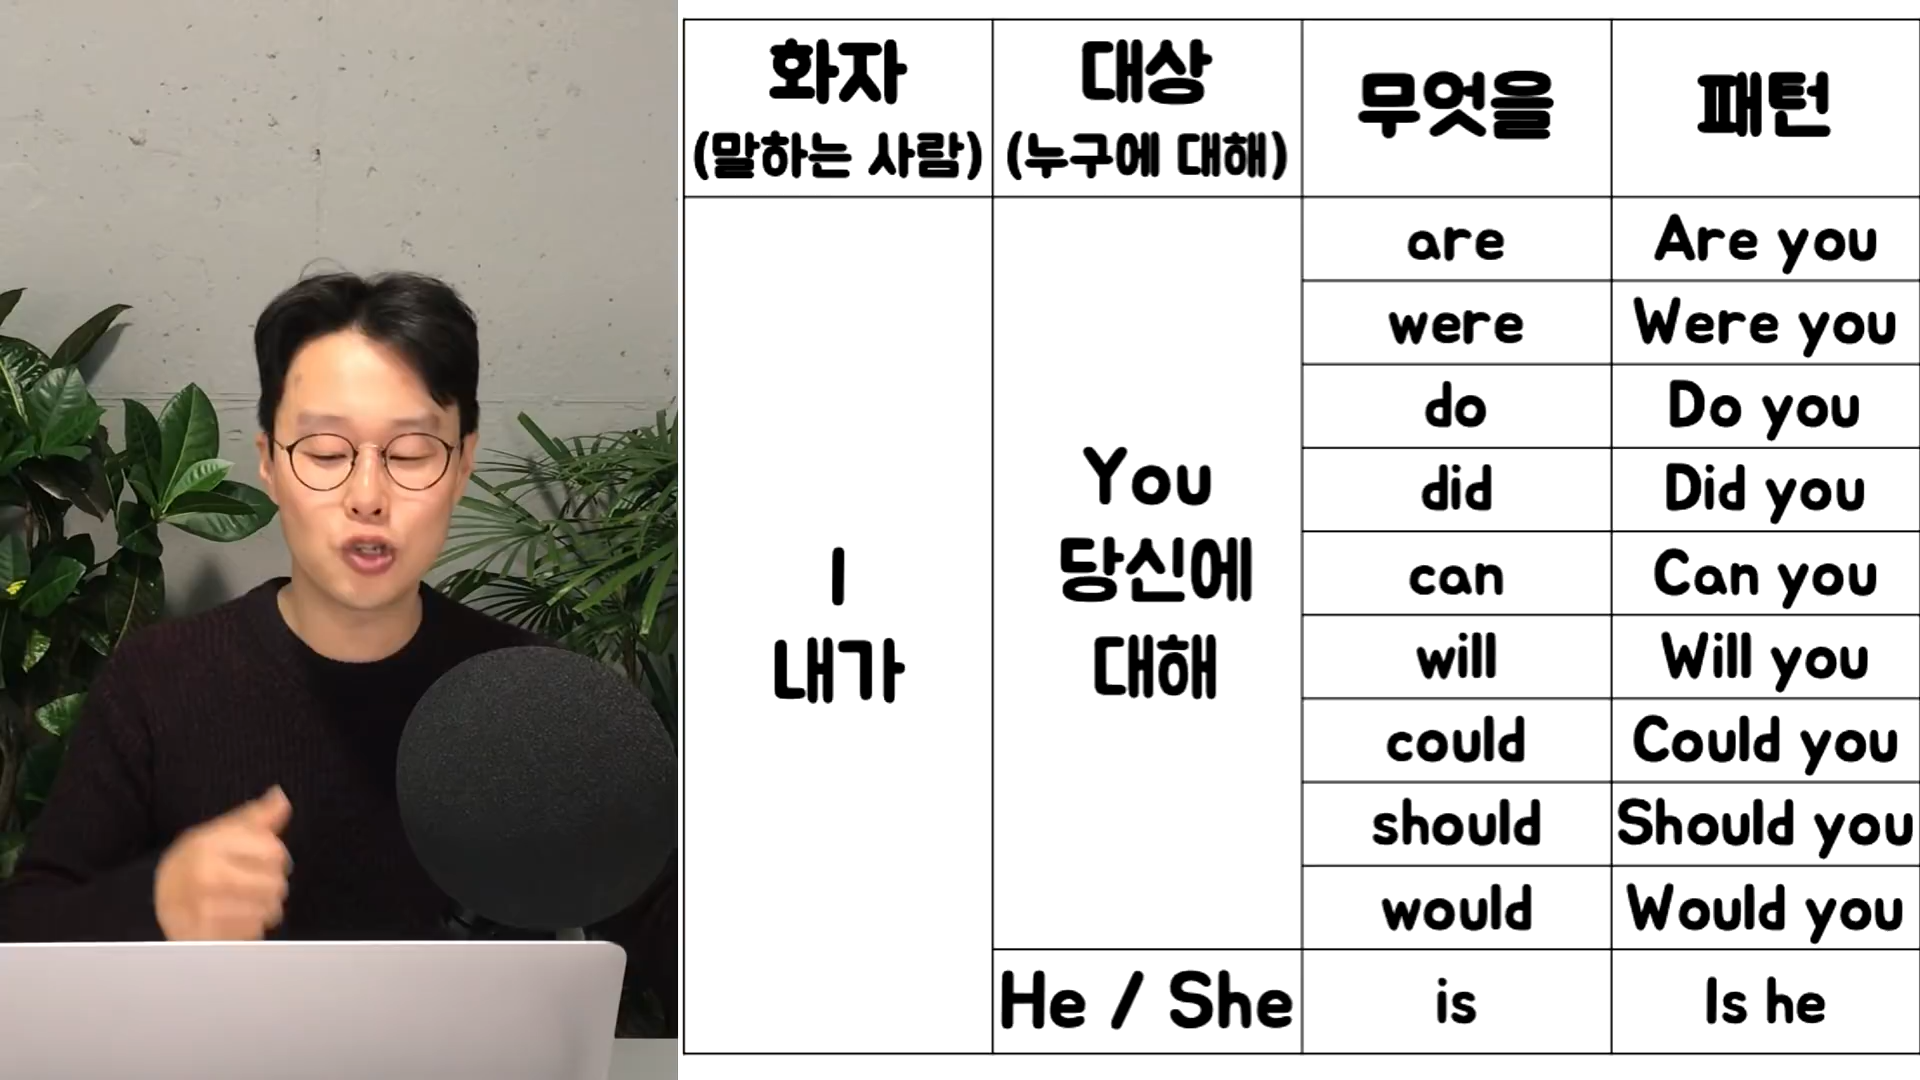 화자 대상 무엇을 패턴
(말하는 사람) (누구에 대해)
I
내가
You
당신에
대해
are Are you
were Were you
do Do you
did Did you
can Can you
will Will you
could Could you
should Should you
would Would you
He / She is Is he